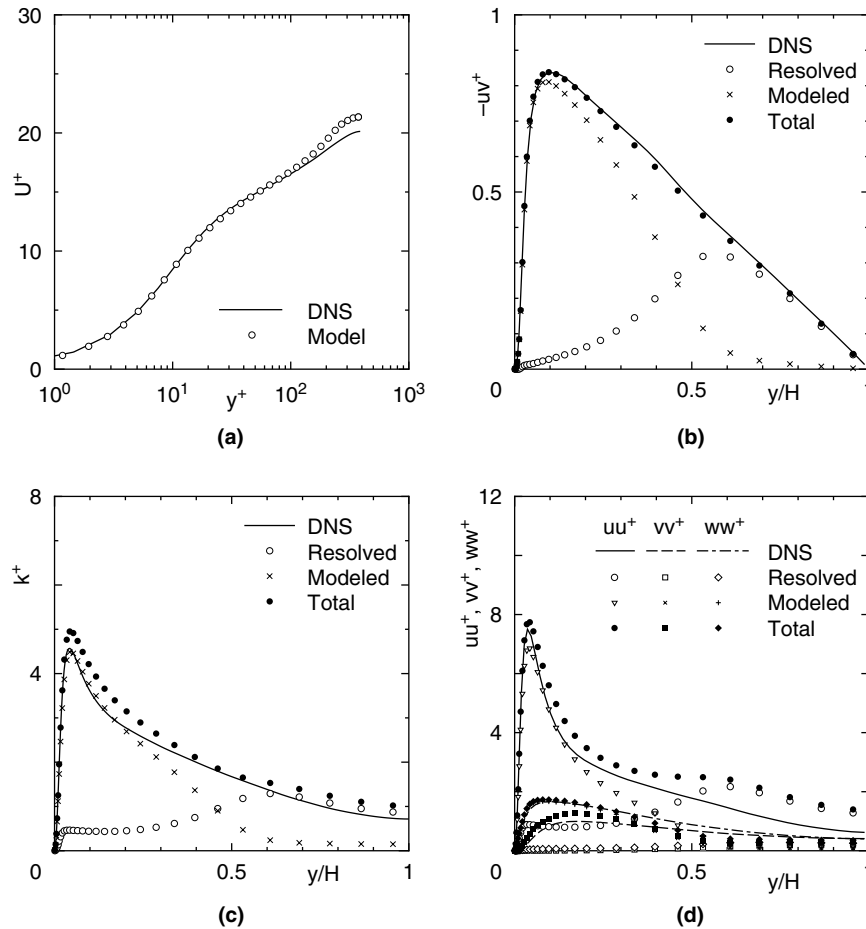 30
20
10
0
U+
10^0
10^1
10^2
10^3
y+
DNS
Model
(a)
1
0.5
0
−uv+
0.5
1
y/H
DNS
Resolved
Modeled
Total
(b)
8
4
0
k+
0
0.5
1
y/H
DNS
Resolved
Modeled
Total
(c)
12
8
4
0
uu+, vv+, ww+
0
0.5
1
y/H
uu+ vv+ ww+
DNS
Resolved
Modeled
Total
(d)